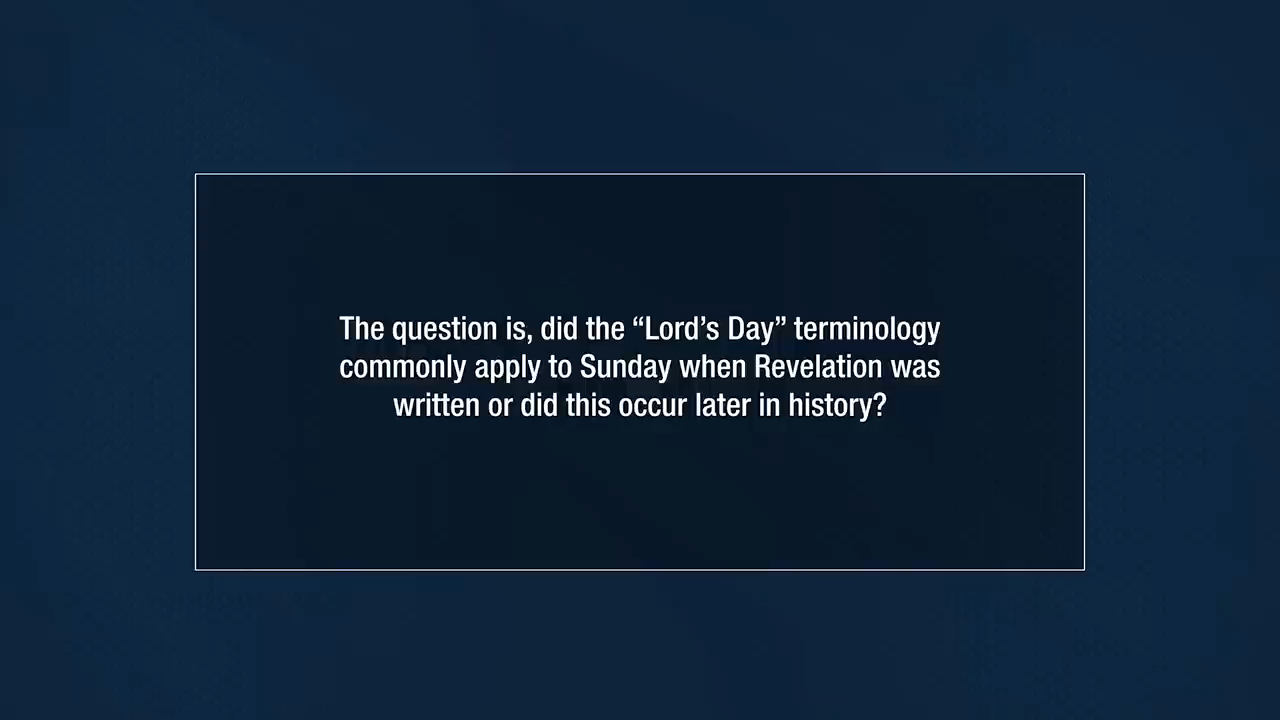 The question is, did the “Lord’s Day” terminology
commonly apply to Sunday when Revelation was
written or did this occur later in history?